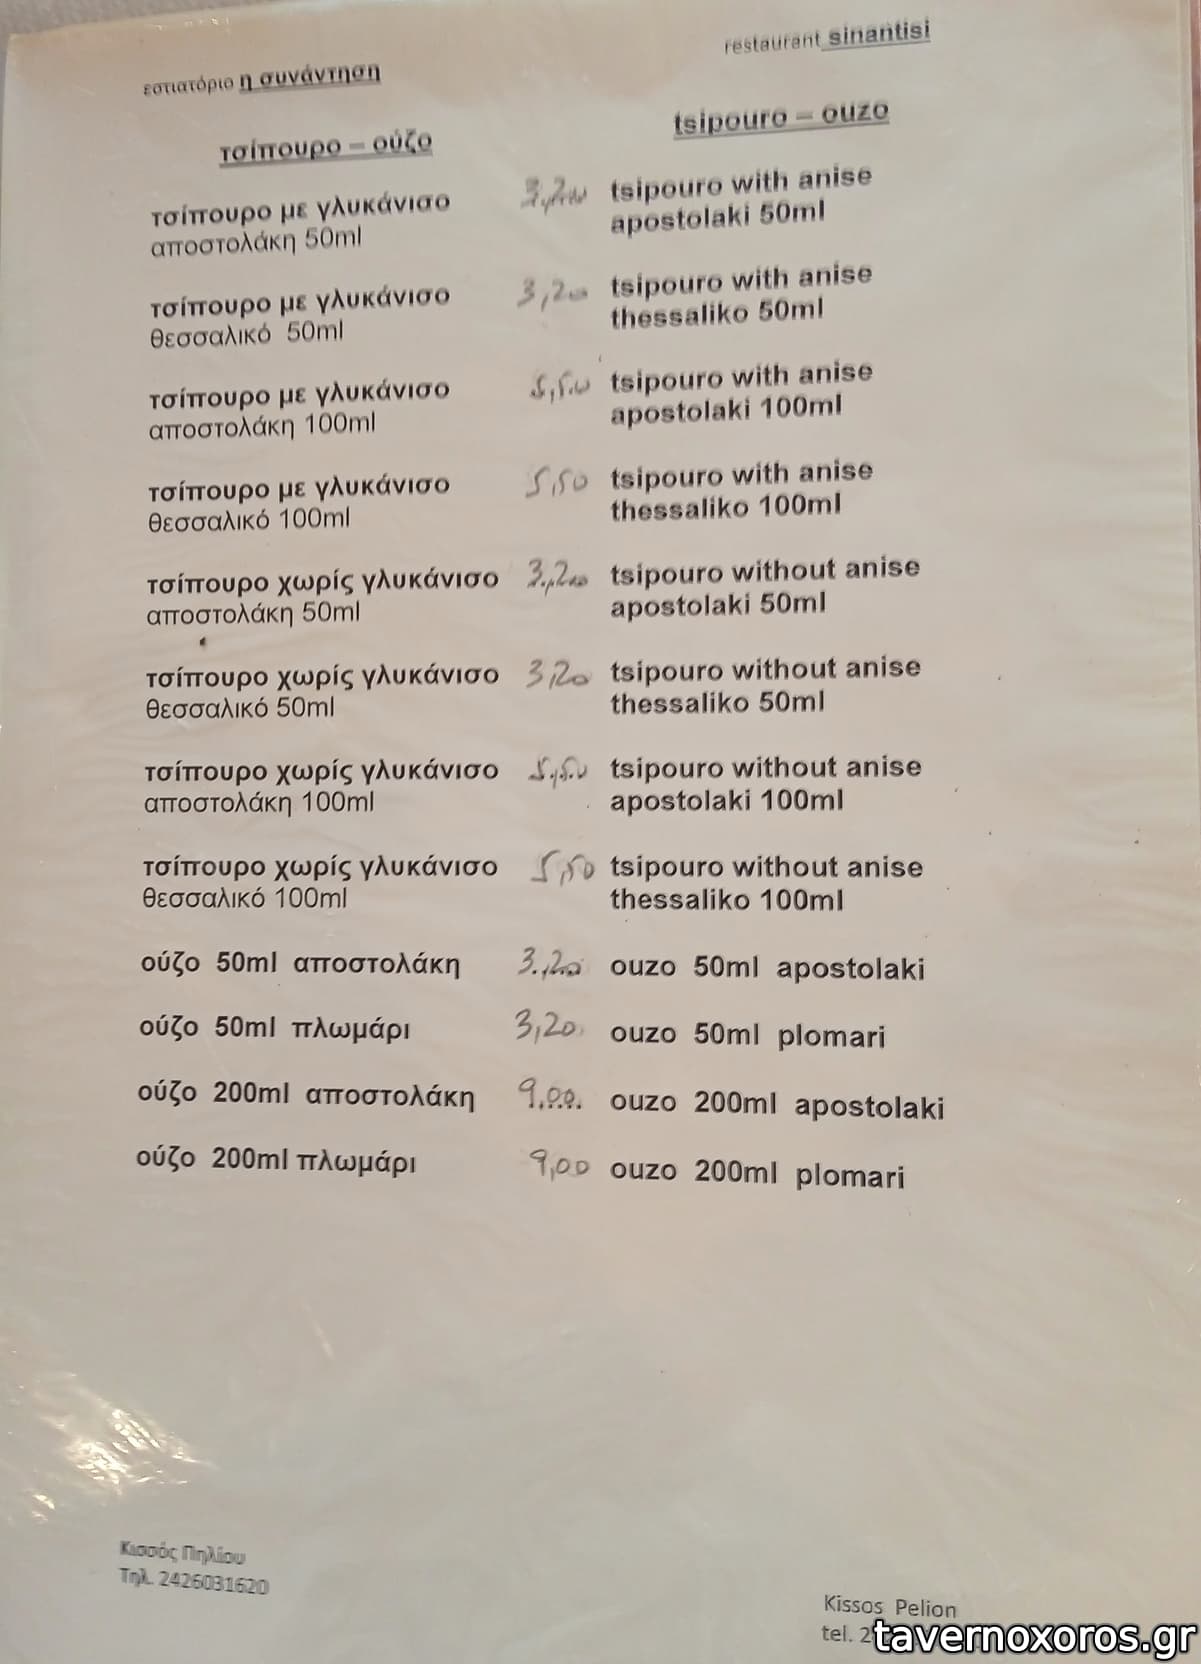 εστιατόριο η συνάντηση
restaurant sinantisi
τσίπουρο – ούζο
tsipouro – ouzo
τσίπουρο με γλυκάνισο 3,20 tsipouro with anise
αποστολάκη 50ml apostolaki 50ml
τσίπουρο με γλυκάνισο 3,20 tsipouro with anise
θεσσαλικό 50ml thessaliko 50ml
τσίπουρο με γλυκάνισο 5,50 tsipouro with anise
αποστολάκη 100ml apostolaki 100ml
τσίπουρο με γλυκάνισο 5,50 tsipouro with anise
θεσσαλικό 100ml thessaliko 100ml
τσίπουρο χωρίς γλυκάνισο 3,20 tsipouro without anise
αποστολάκη 50ml apostolaki 50ml
τσίπουρο χωρίς γλυκάνισο 3,20 tsipouro without anise
θεσσαλικό 50ml thessaliko 50ml
τσίπουρο χωρίς γλυκάνισο 5,50 tsipouro without anise
αποστολάκη 100ml apostolaki 100ml
τσίπουρο χωρίς γλυκάνισο 5,50 tsipouro without anise
θεσσαλικό 100ml thessaliko 100ml
ούζο 50ml αποστολάκη 3,20 ouzo 50ml apostolaki
ούζο 50ml πλωμάρι 3,20 ouzo 50ml plomari
ούζο 200ml αποστολάκη 9,00 ouzo 200ml apostolaki
ούζο 200ml πλωμάρι 9,00 ouzo 200ml plomari
Κισσός Πηλίου
Τηλ. 2426031620
Kissos Pelion
tel.
tavernoxoros.gr